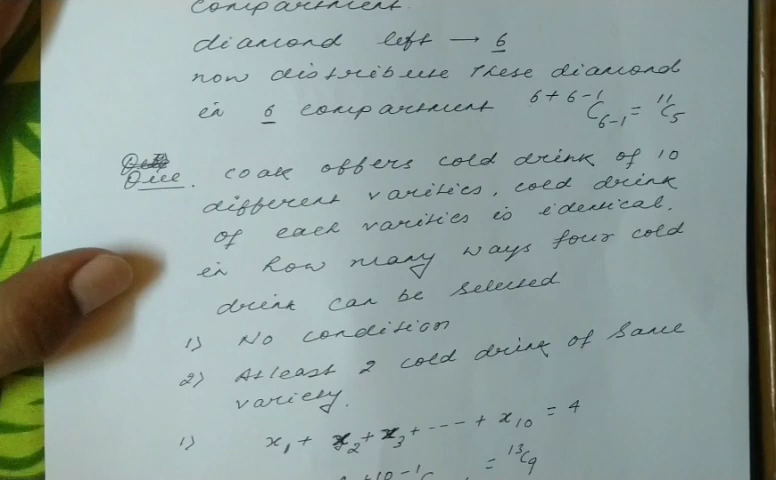 compartment.
diamond left → 6
now distribute these diamond
in 6 compartment 6+6-1C6-1 = 11C5
Que. coak offers cold drink of 10
different varities. cold drink
of each varities is identical.
in how many ways four cold
drink can be selected
1) No condition
2) Atleast 2 cold drink of same
variety.
1) x1 + x2 + x3 + --- + x10 = 4
+10-1C = 13C9